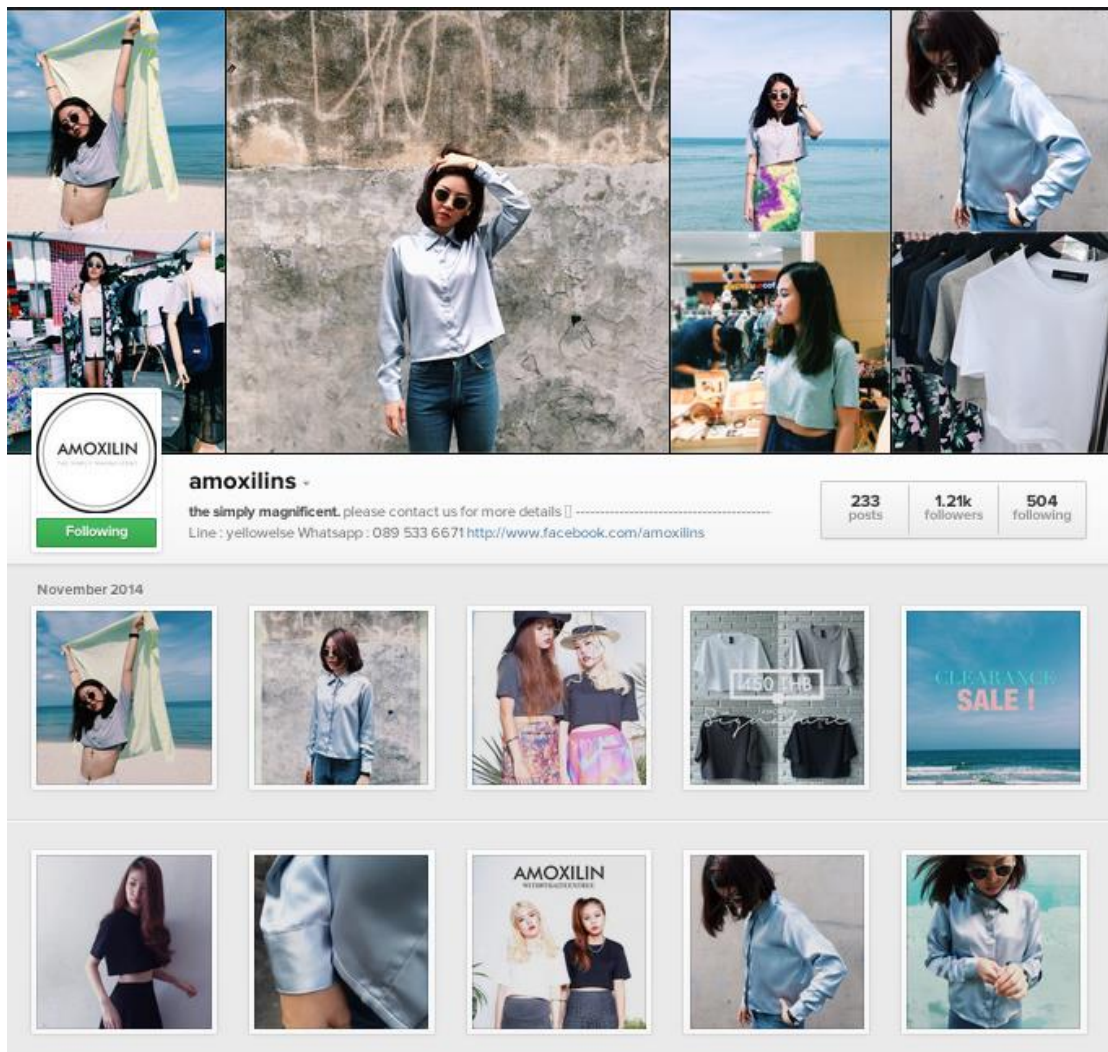 AMOXILIN
Following
amoxilins
the simply magnificent. please contact us for more details
Line : yellowelse Whatsapp : 089 533 6671 http://www.facebook.com/amoxilins
233
posts
1.21k
followers
504
following
November 2014
450 THB
Signature
CLEARANCE
SALE !
AMOXILIN